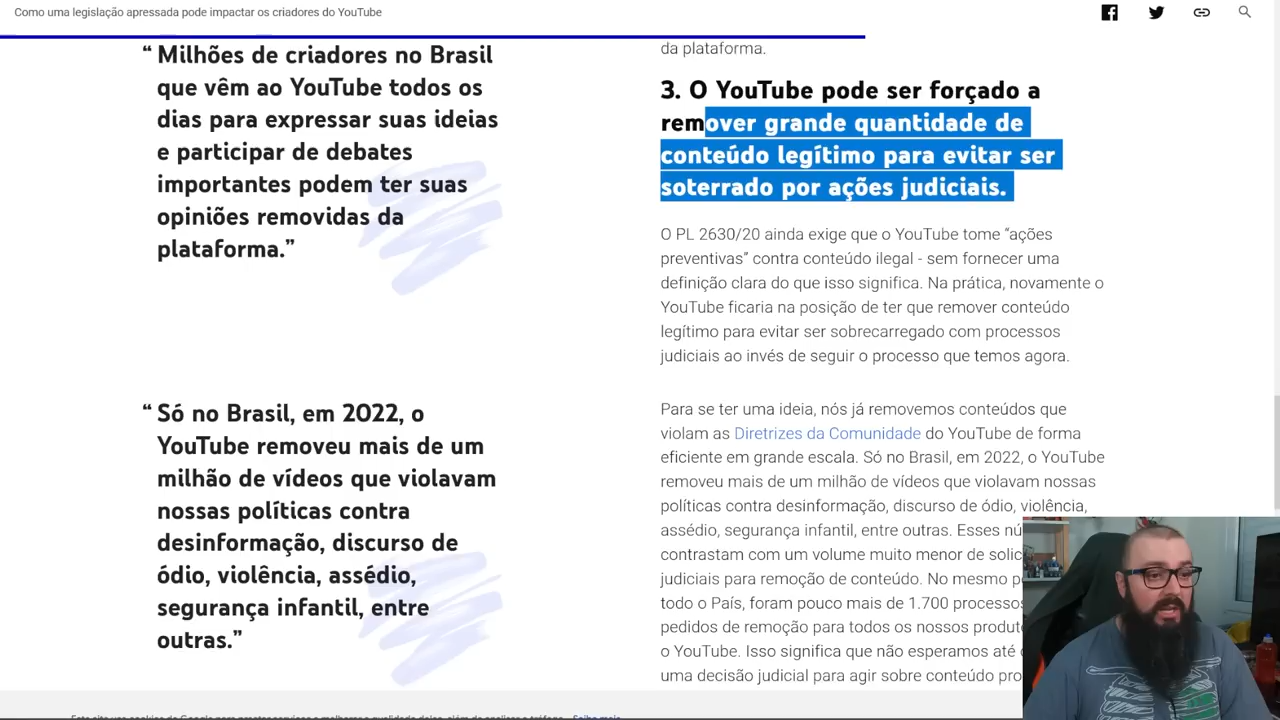 Como uma legislação apressada pode impactar os criadores do YouTube
“ Milhões de criadores no Brasil
que vêm ao YouTube todos os
dias para expressar suas ideias
e participar de debates
importantes podem ter suas
opiniões removidas da
plataforma.”
“ Só no Brasil, em 2022, o
YouTube removeu mais de um
milhão de vídeos que violavam
nossas políticas contra
desinformação, discurso de
ódio, violência, assédio,
segurança infantil, entre
outras.”
da plataforma.
3. O YouTube pode ser forçado a
remover grande quantidade de
conteúdo legítimo para evitar ser
soterrado por ações judiciais.
O PL 2630/20 ainda exige que o YouTube tome “ações
preventivas” contra conteúdo ilegal - sem fornecer uma
definição clara do que isso significa. Na prática, novamente o
YouTube ficaria na posição de ter que remover conteúdo
legítimo para evitar ser sobrecarregado com processos
judiciais ao invés de seguir o processo que temos agora.
Para se ter uma ideia, nós já removemos conteúdos que
violam as Diretrizes da Comunidade do YouTube de forma
eficiente em grande escala. Só no Brasil, em 2022, o YouTube
removeu mais de um milhão de vídeos que violavam nossas
políticas contra desinformação, discurso de ódio, violência,
assédio, segurança infantil, entre outras. Esses nú
contrastam com um volume muito menor de solic
judiciais para remoção de conteúdo. No mesmo p
todo o País, foram pouco mais de 1.700 processos
pedidos de remoção para todos os nossos produt
o YouTube. Isso significa que não esperamos até
uma decisão judicial para agir sobre conteúdo pro